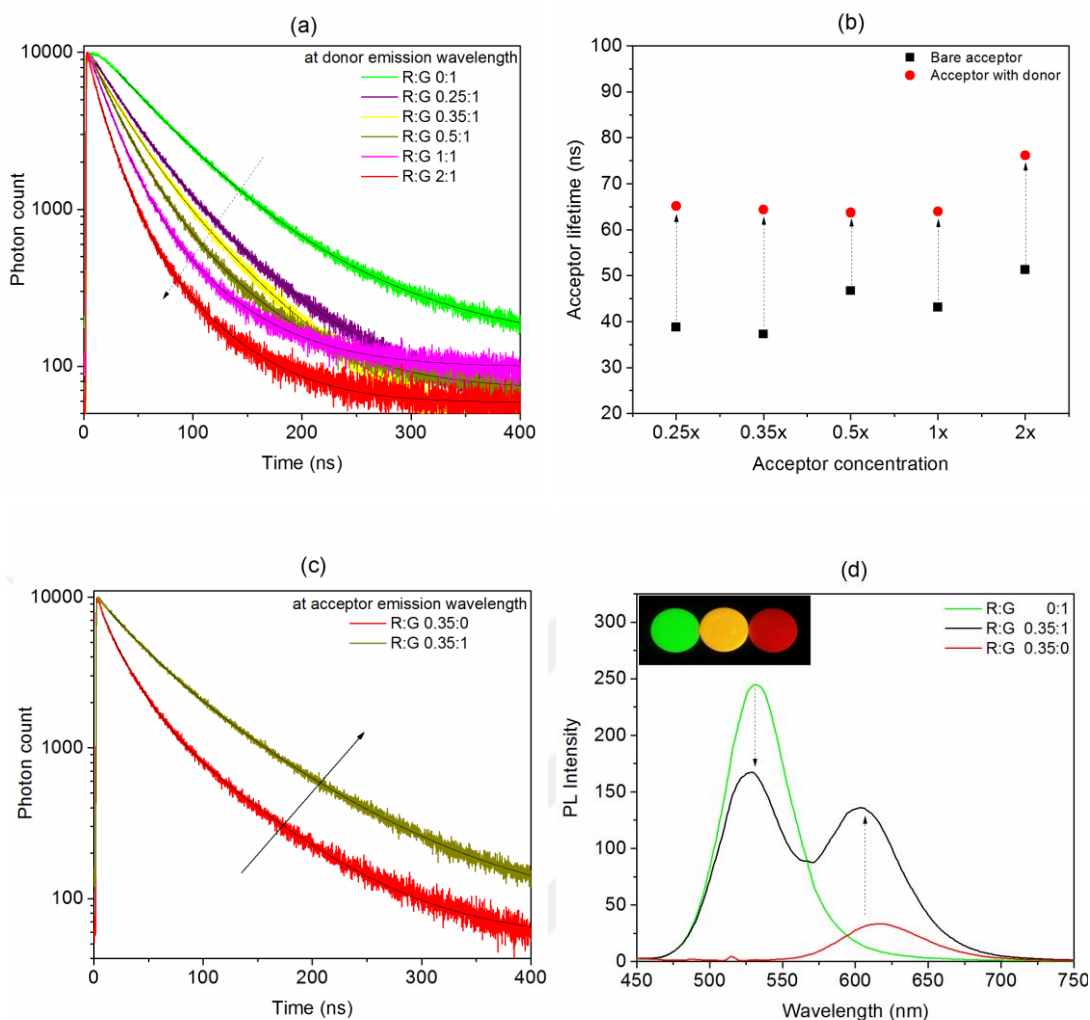 (a)
at donor emission wavelength
R:G 0:1
R:G 0.25:1
R:G 0.35:1
R:G 0.5:1
R:G 1:1
R:G 2:1
10000
1000
100
0
100
200
300
400
Photon count
Time (ns)
(b)
Bare acceptor
Acceptor with donor
100
90
80
70
60
50
40
30
20
0.25x
0.35x
0.5x
1x
2x
Acceptor lifetime (ns)
Acceptor concentration
(c)
at acceptor emission wavelength
R:G 0.35:0
R:G 0.35:1
10000
1000
100
0
100
200
300
400
Photon count
Time (ns)
(d)
R:G 0:1
R:G 0.35:1
R:G 0.35:0
300
250
200
150
100
50
0
450
500
550
600
650
700
750
PL Intensity
Wavelength (nm)